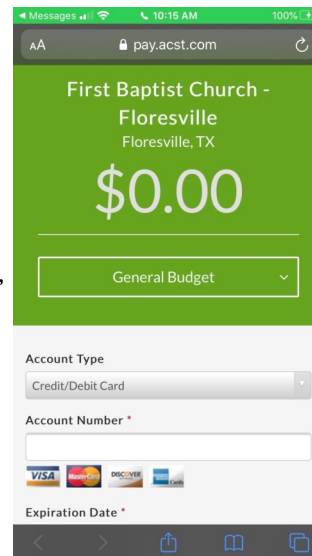 Messages 10:15 AM 100%
AA pay.acst.com
First Baptist Church -
Floresville
Floresville, TX
$0.00
General Budget
,
Account Type
Credit/Debit Card
Account Number *
VISA MasterCard DISCOVER Cards
Expiration Date *